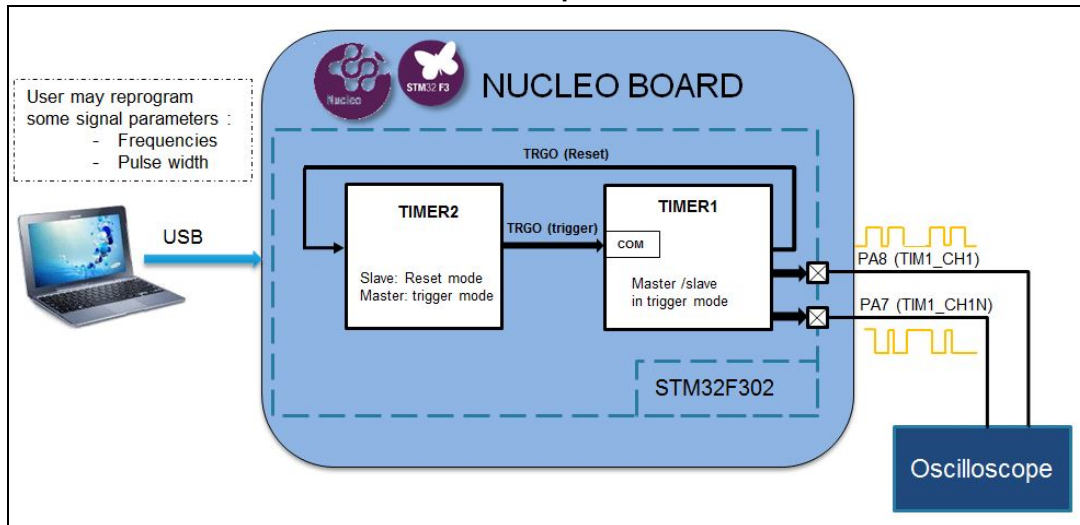 User may reprogram
some signal parameters :
- Frequencies
- Pulse width
USB
Nucleo
STM32 F3
NUCLEO BOARD
TRGO (Reset)
TIMER2
Slave: Reset mode
Master: trigger mode
TRGO (trigger)
TIMER1
COM
Master /slave
in trigger mode
PA8 (TIM1_CH1)
PA7 (TIM1_CH1N)
STM32F302
Oscilloscope